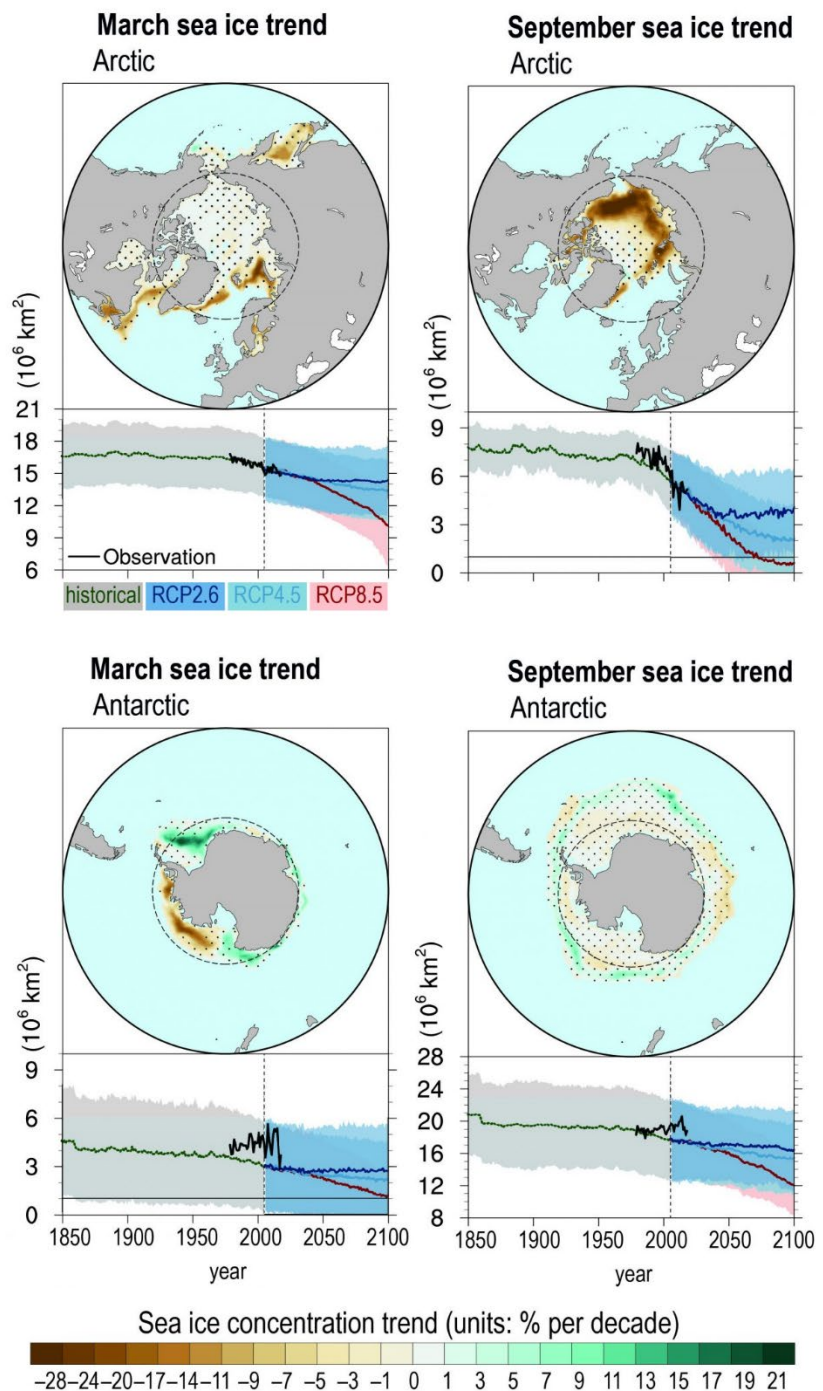 March sea ice trend
Arctic
(10⁶ km²)
21
18
15
12
9
6
Observation
historical RCP2.6 RCP4.5 RCP8.5
September sea ice trend
Arctic
(10⁶ km²)
9
6
3
0
March sea ice trend
Antarctic
(10⁶ km²)
9
6
3
0
1850 1900 1950 2000 2050 2100
year
September sea ice trend
Antarctic
(10⁶ km²)
28
24
20
16
12
8
1850 1900 1950 2000 2050 2100
year
Sea ice concentration trend (units: % per decade)
−28 −24 −20 −17 −14 −11 −9 −7 −5 −3 −1 0 1 3 5 7 9 11 13 15 17 19 21